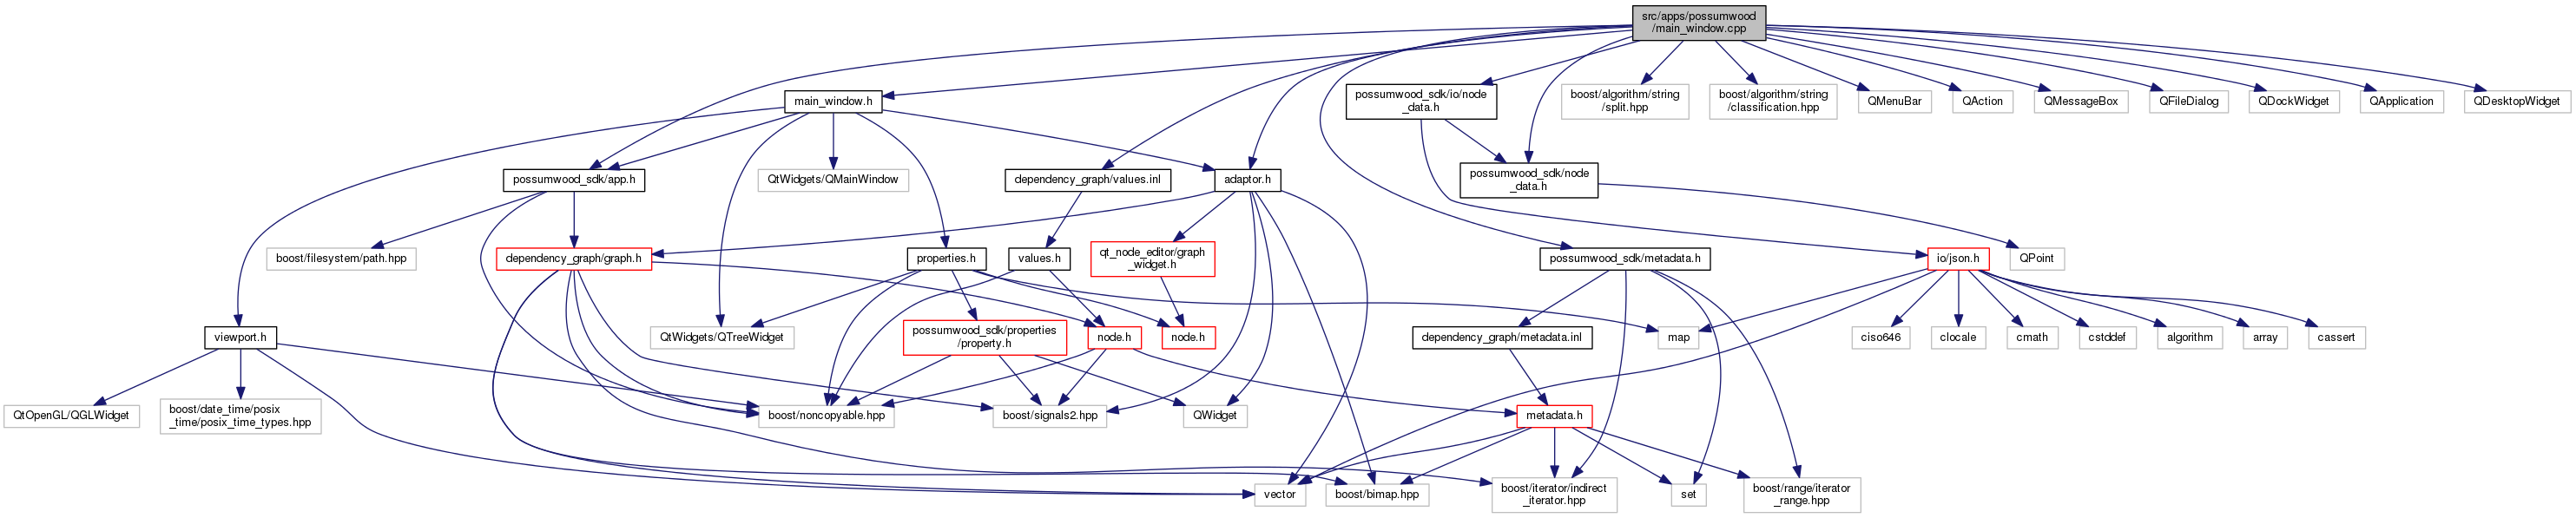 src/apps/possumwood
/main_window.cpp
main_window.h
possumwood_sdk/io/node
_data.h
boost/algorithm/string
/split.hpp
boost/algorithm/string
/classification.hpp
QMenuBar
QAction
QMessageBox
QFileDialog
QDockWidget
QApplication
QDesktopWidget
possumwood_sdk/app.h
QtWidgets/QMainWindow
dependency_graph/values.inl
adaptor.h
possumwood_sdk/node
_data.h
boost/filesystem/path.hpp
dependency_graph/graph.h
properties.h
values.h
qt_node_editor/graph
_widget.h
possumwood_sdk/metadata.h
io/json.h
QPoint
viewport.h
QtWidgets/QTreeWidget
possumwood_sdk/properties
/property.h
node.h
node.h
dependency_graph/metadata.inl
map
ciso646
clocale
cmath
cstddef
algorithm
array
cassert
QtOpenGL/QGLWidget
boost/date_time/posix
_time/posix_time_types.hpp
boost/noncopyable.hpp
boost/signals2.hpp
QWidget
metadata.h
vector
boost/bimap.hpp
boost/iterator/indirect
_iterator.hpp
set
boost/range/iterator
_range.hpp